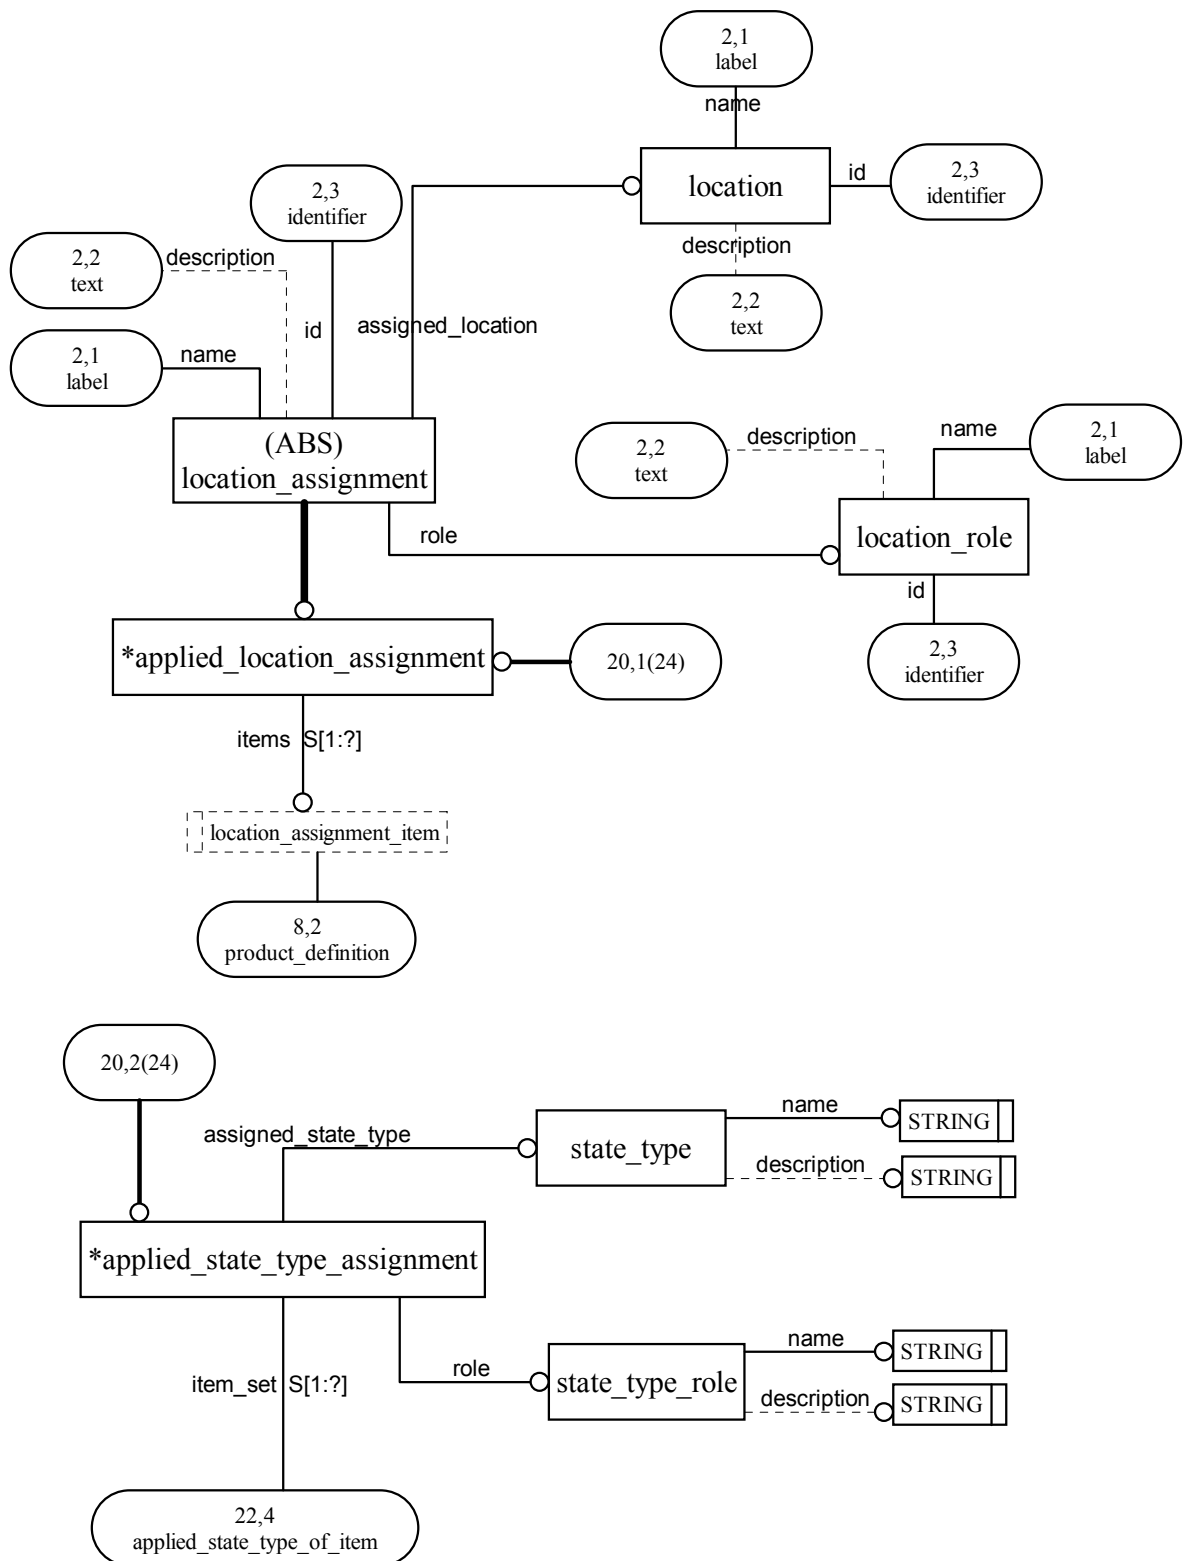 2,1
label
name
location
id
2,3
identifier
description
2,2
text
2,3
identifier
2,2
text
description
id
assigned_location
2,1
label
name
(ABS)
location_assignment
2,2
text
description
name
2,1
label
role
location_role
id
2,3
identifier
*applied_location_assignment
20,1(24)
items S[1:?]
location_assignment_item
8,2
product_definition
20,2(24)
assigned_state_type
state_type
name
STRING
description
STRING
*applied_state_type_assignment
item_set S[1:?]
role
state_type_role
name
STRING
description
STRING
22,4
applied_state_type_of_item